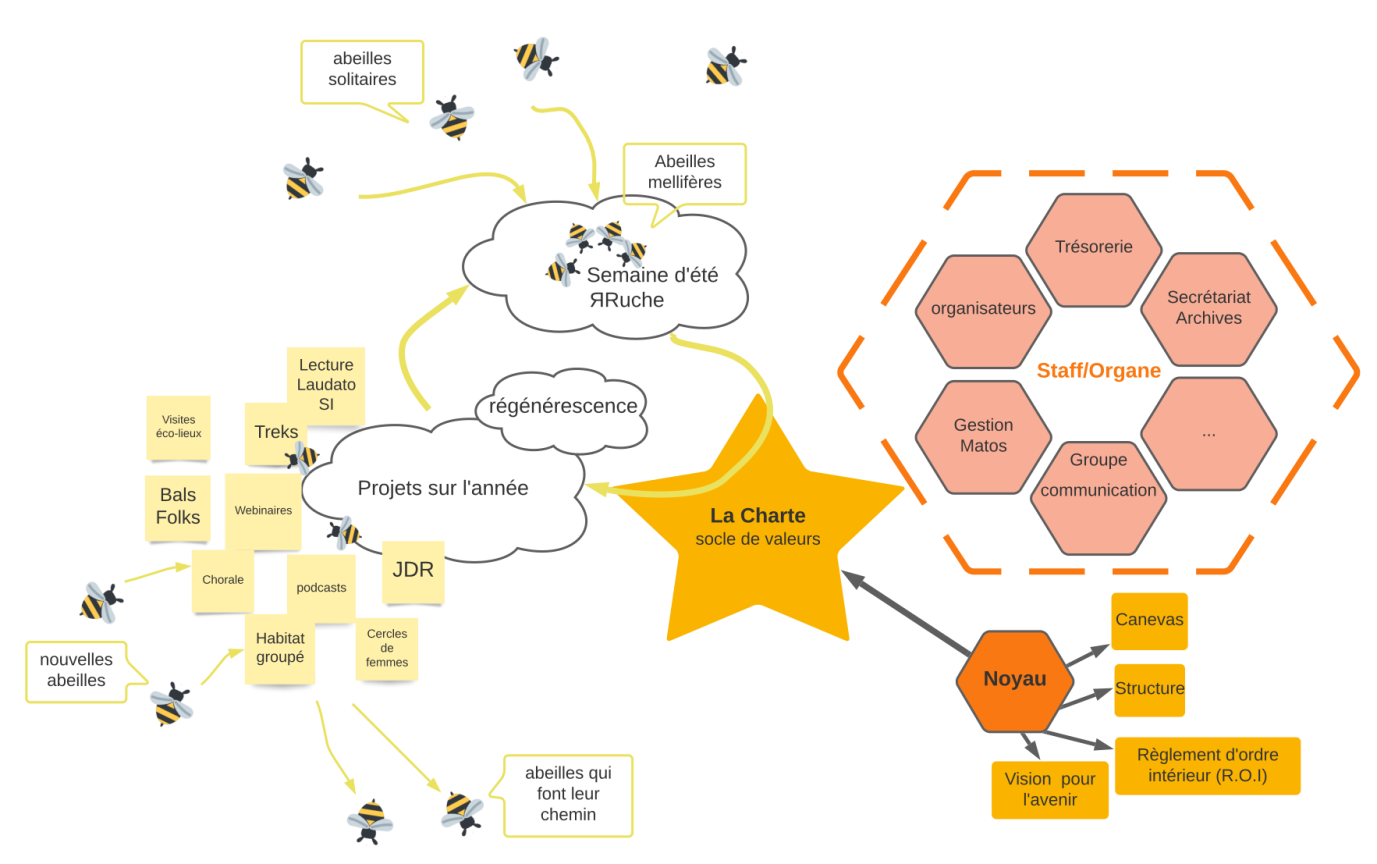 abeilles
solitaires
Abeilles
mellifères
Semaine d'été
ЯRuche
régénérescence
Projets sur l'année
Lecture
Laudato
SI
Visites
éco-lieux
Treks
Bals
Folks
Webinaires
Chorale
podcasts
JDR
Habitat
groupé
Cercles
de
femmes
nouvelles
abeilles
abeilles qui
font leur
chemin
La Charte
socle de valeurs
Trésorerie
organisateurs
Secrétariat
Archives
Staff/Organe
Gestion
Matos
...
Groupe
communication
Noyau
Canevas
Structure
Règlement d'ordre
intérieur (R.O.I)
Vision pour
l'avenir